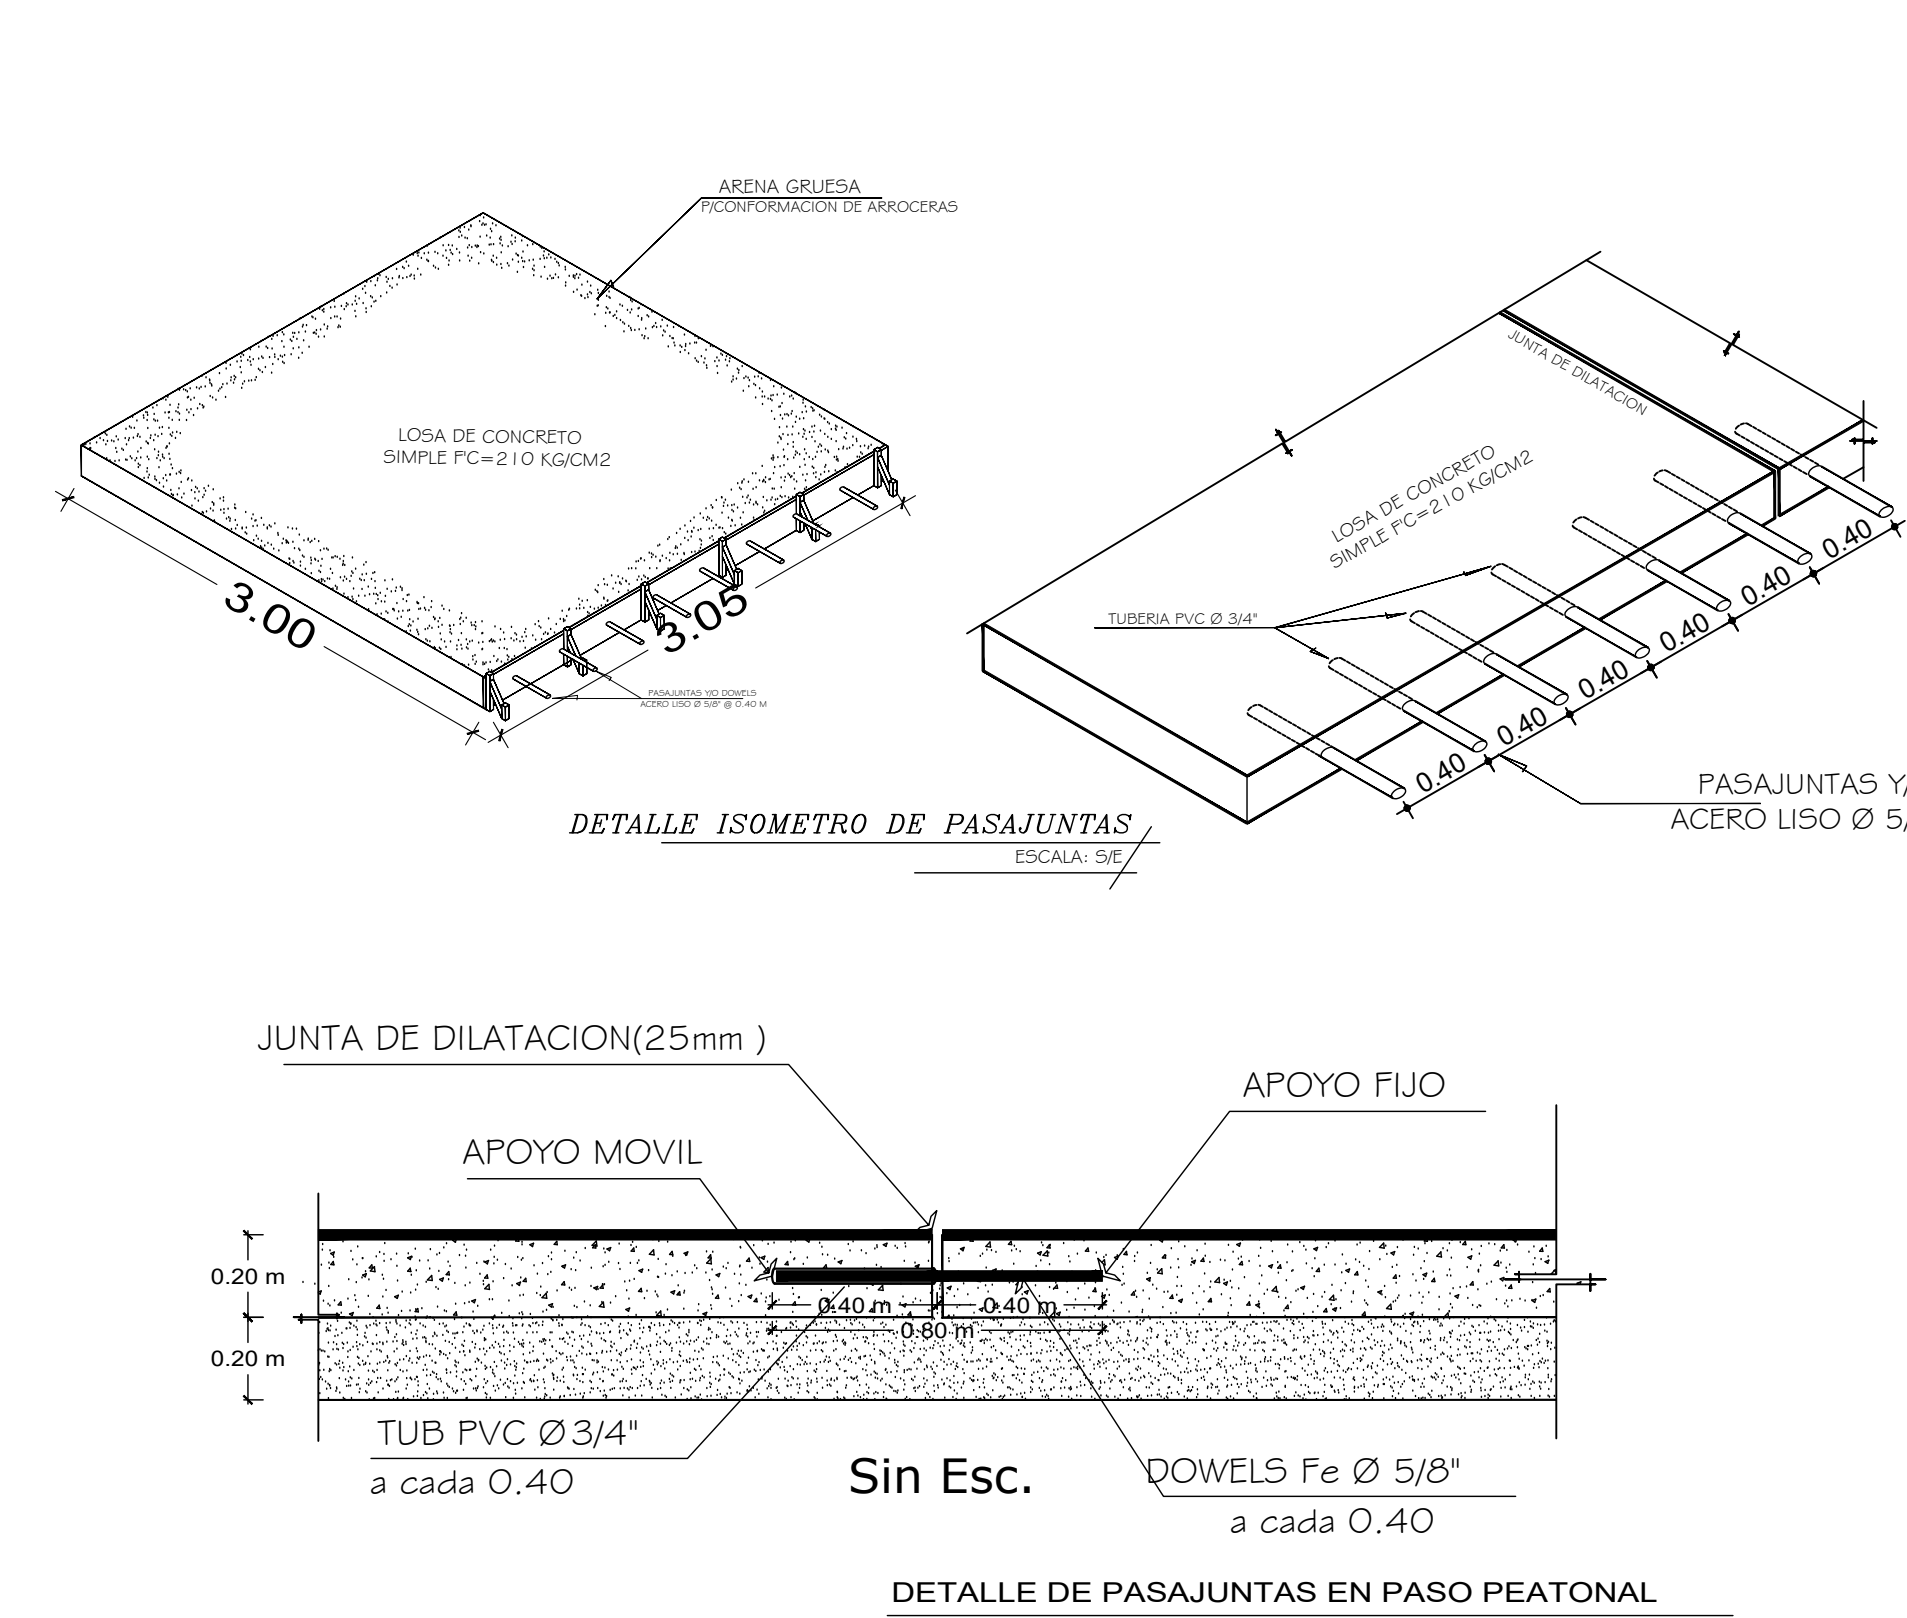 ARENA GRUESA
P/CONFORMACION DE ARROCERAS
LOSA DE CONCRETO
SIMPLE F'C=210 KG/CM2
3.00
3.05
PASAJUNTAS Y/O DOWELS
ACERO LISO Ø 5/8" @ 0.40 M
JUNTA DE DILATACION
LOSA DE CONCRETO
SIMPLE F'C=210 KG/CM2
TUBERIA PVC Ø 3/4"
0.40
0.40
0.40
0.40
0.40
0.40
PASAJUNTAS Y/
ACERO LISO Ø 5/
DETALLE ISOMETRO DE PASAJUNTAS
ESCALA: S/E
JUNTA DE DILATACION(25mm )
APOYO FIJO
APOYO MOVIL
0.20 m
0.40 m
0.40 m
0.80 m
0.20 m
TUB PVC Ø3/4"
a cada 0.40
Sin Esc.
DOWELS Fe Ø 5/8"
a cada 0.40
DETALLE DE PASAJUNTAS EN PASO PEATONAL